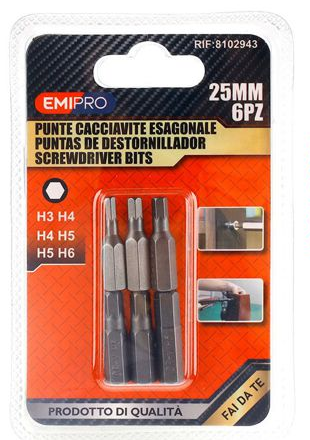 RIF:8102943
EMIPRO
25MM
6PZ
PUNTE CACCIAVITE ESAGONALE
PUNTAS DE DESTORNILLADOR
SCREWDRIVER BITS
H3 H4
H4 H5
H5 H6
PRODOTTO DI QUALITÀ
FAI DA TE